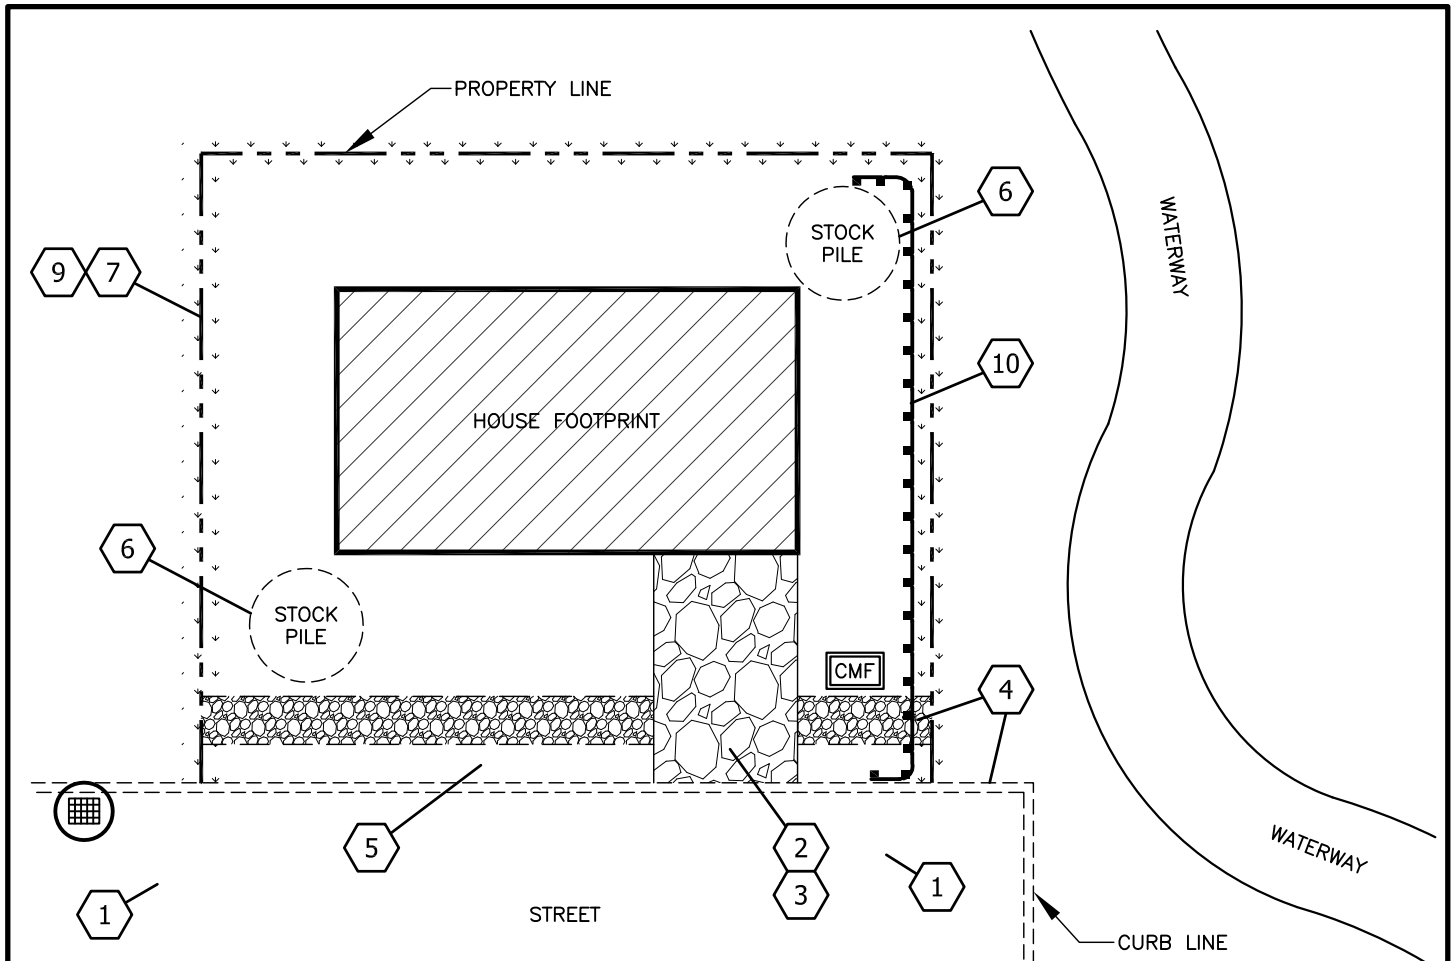 PROPERTY LINE
6
STOCK
PILE
WATERWAY
9 7
10
HOUSE FOOTPRINT
6
STOCK
PILE
CMF
4
5
2
3
1
1
STREET
WATERWAY
CURB LINE